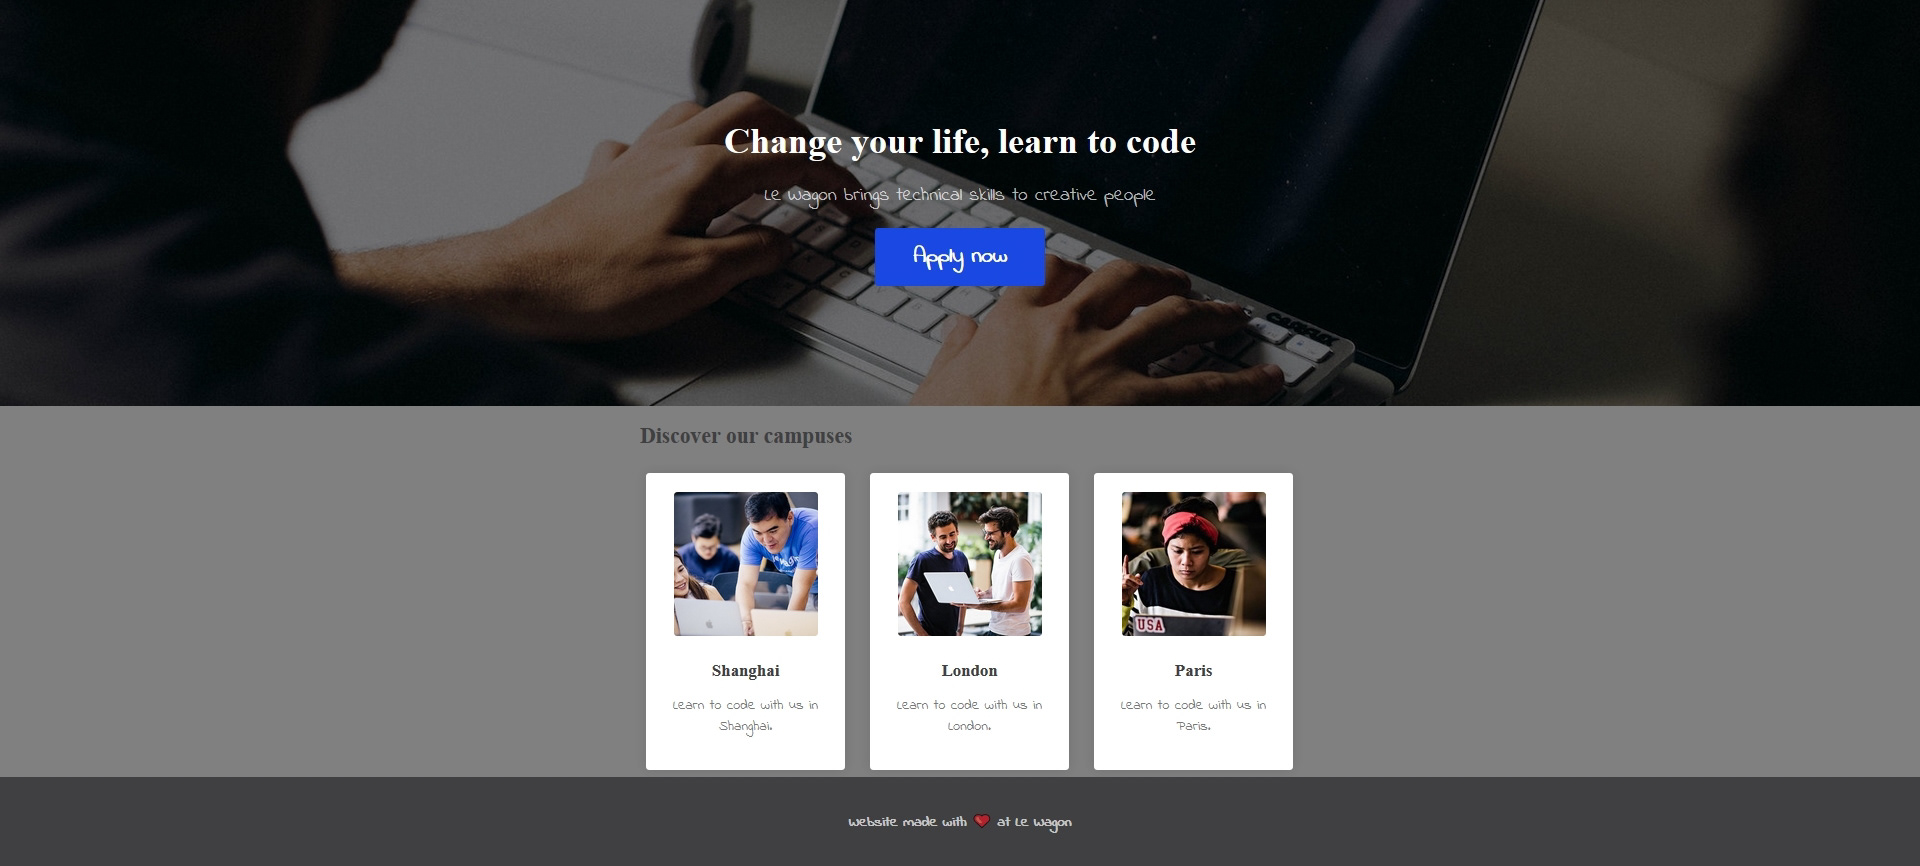 Change your life, learn to code
Le Wagon brings technical skills to creative people
Apply now
Discover our campuses
USA
Shanghai
London
Paris
Learn to code with us in
Shanghai.
Learn to code with us in
London.
Learn to code with us in
Paris.
Website made with ❤️ at Le Wagon